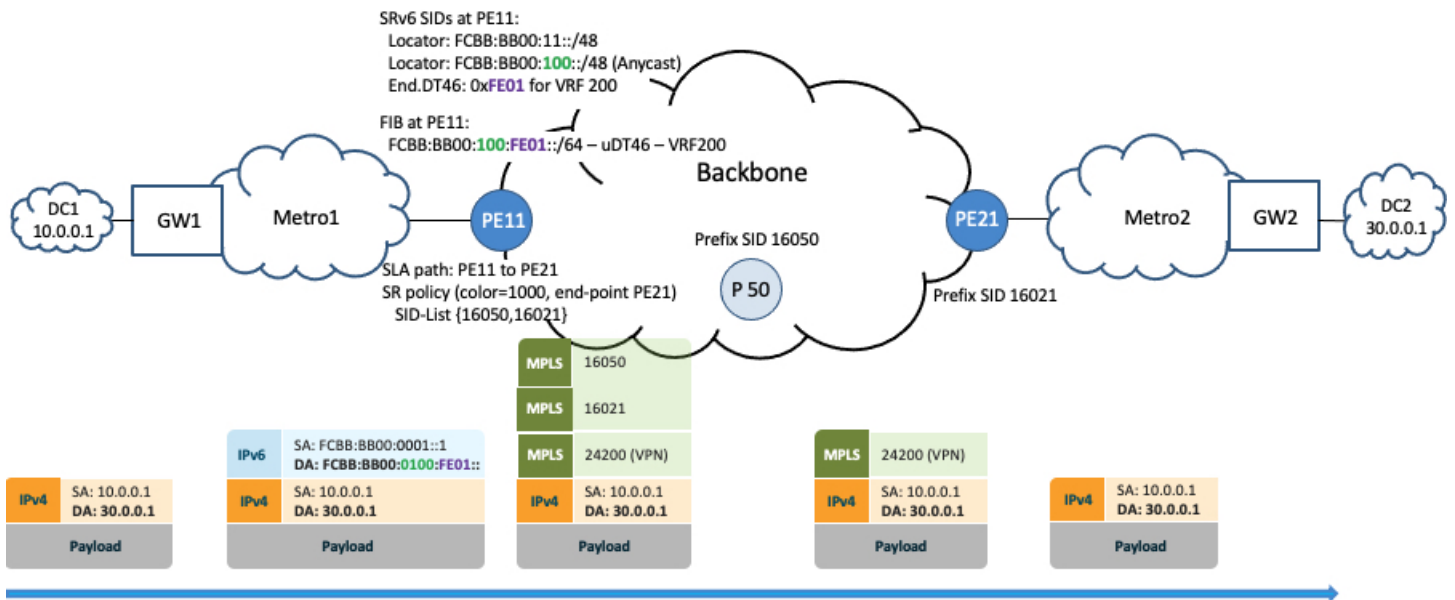 SRv6 SIDs at PE11:
Locator: FCBB:BB00:11::/48
Locator: FCBB:BB00:100::/48 (Anycast)
End.DT46: 0xFE01 for VRF 200
FIB at PE11:
FCBB:BB00:100:FE01::/64 – uDT46 – VRF200
Backbone
DC1
10.0.0.1
GW1
Metro1
PE11
PE21
Metro2
GW2
DC2
30.0.0.1
Prefix SID 16050
P 50
Prefix SID 16021
SLA path: PE11 to PE21
SR policy (color=1000, end-point PE21)
SID-List {16050,16021}
IPv4
SA: 10.0.0.1
DA: 30.0.0.1
Payload
IPv6
SA: FCBB:BB00:0001::1
DA: FCBB:BB00:0100:FE01::
IPv4
SA: 10.0.0.1
DA: 30.0.0.1
Payload
MPLS 16050
MPLS 16021
MPLS 24200 (VPN)
IPv4
SA: 10.0.0.1
DA: 30.0.0.1
Payload
MPLS 24200 (VPN)
IPv4
SA: 10.0.0.1
DA: 30.0.0.1
Payload
IPv4
SA: 10.0.0.1
DA: 30.0.0.1
Payload